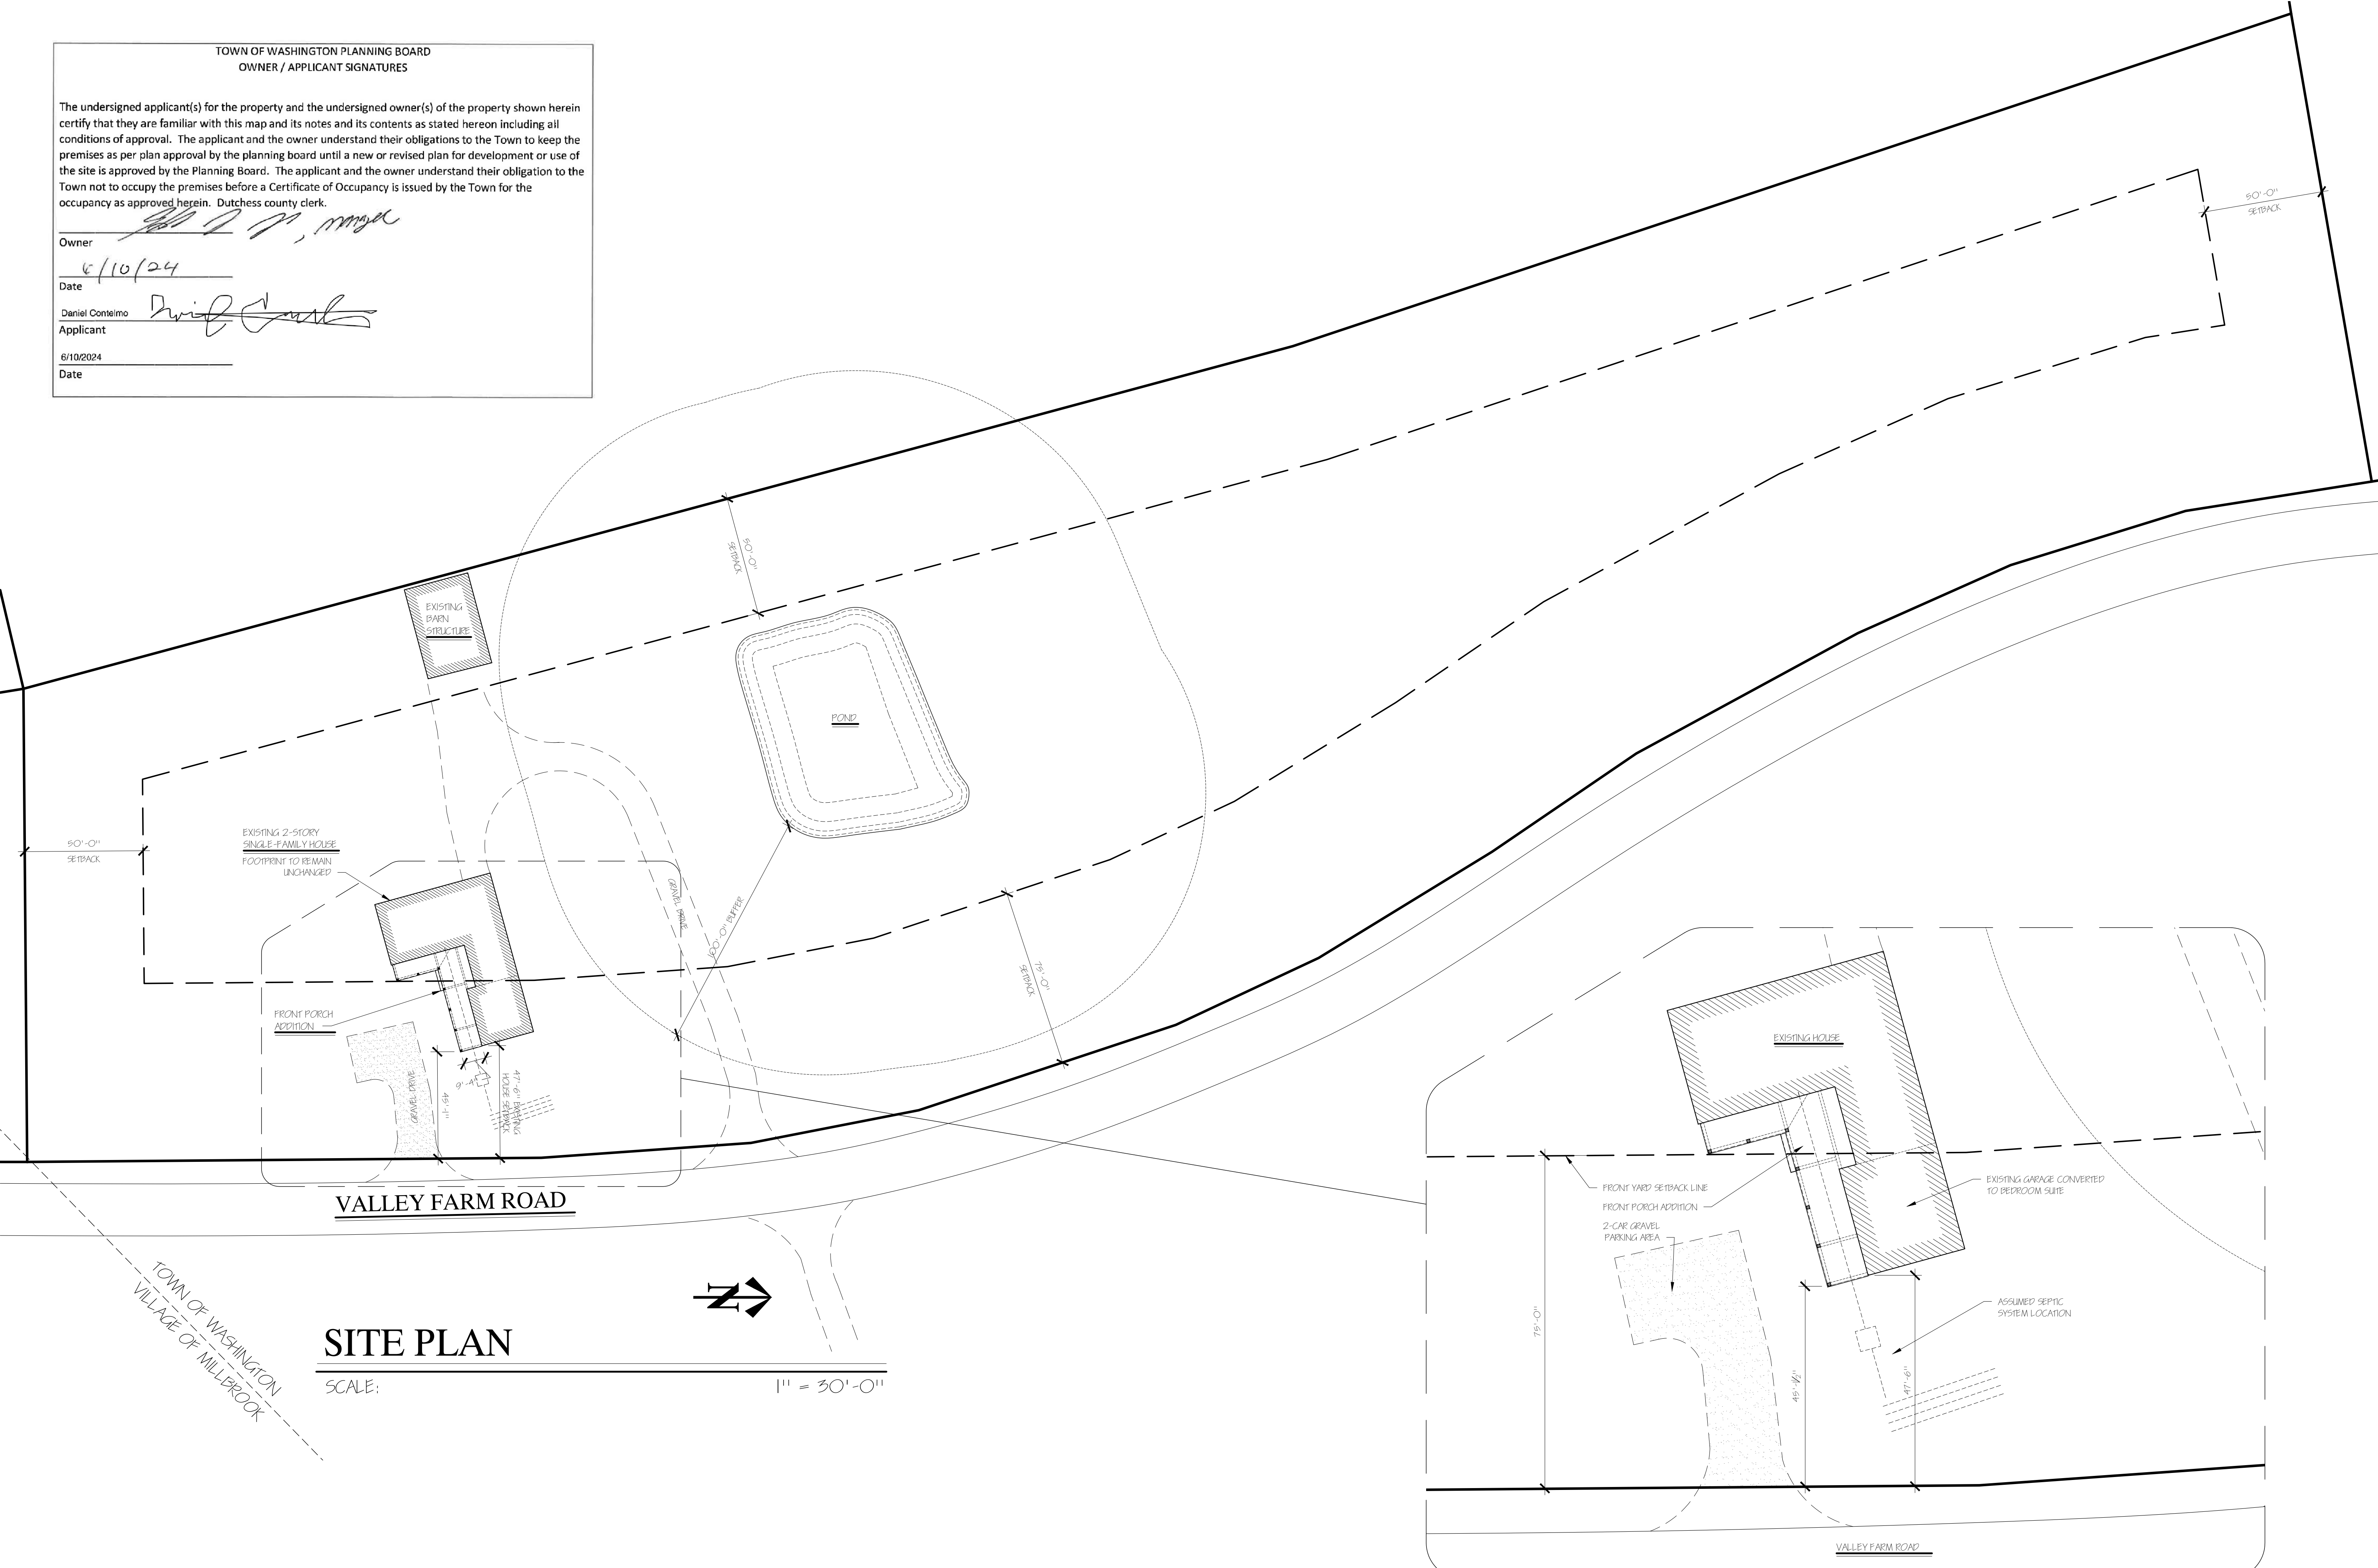 TOWN OF WASHINGTON PLANNING BOARD
OWNER / APPLICANT SIGNATURES
The undersigned applicant(s) for the property and the undersigned owner(s) of the property shown herein
certify that they are familiar with this map and its notes and its contents as stated hereon including all
conditions of approval. The applicant and the owner understand their obligations to the Town to keep the
premises as per plan approval by the planning board until a new or revised plan for development or use of
the site is approved by the Planning Board. The applicant and the owner understand their obligation to the
Town not to occupy the premises before a Certificate of Occupancy is issued by the Town for the
occupancy as approved herein. Dutchess county clerk.
Owner
/10/24
Date
Daniel Contelmo
Applicant
6/10/2024
Date
50'-0"
SETBACK
50'-0"
SETBACK
EXISTING
BARN
STRUCTURE
POND
50'-0"
SETBACK
EXISTING 2-STORY
SINGLE-FAMILY HOUSE
FOOTPRINT TO REMAIN
UNCHANGED
GRAVEL DRIVE
100'-0" BUFFER
75'-0"
SETBACK
FRONT PORCH
ADDITION
GRAVEL DRIVE
45'-1"
9'-4"
47'-6" EXISTING
HOUSE SETBACK
VALLEY FARM ROAD
TOWN OF WASHINGTON
VILLAGE OF MILLBROOK
N
SITE PLAN
SCALE: 1" = 30'-0"
EXISTING HOUSE
FRONT YARD SETBACK LINE
FRONT PORCH ADDITION
2-CAR GRAVEL
PARKING AREA
EXISTING GARAGE CONVERTED
TO BEDROOM SUITE
ASSUMED SEPTIC
SYSTEM LOCATION
75'-0"
45'-1½"
47'-6"
VALLEY FARM ROAD